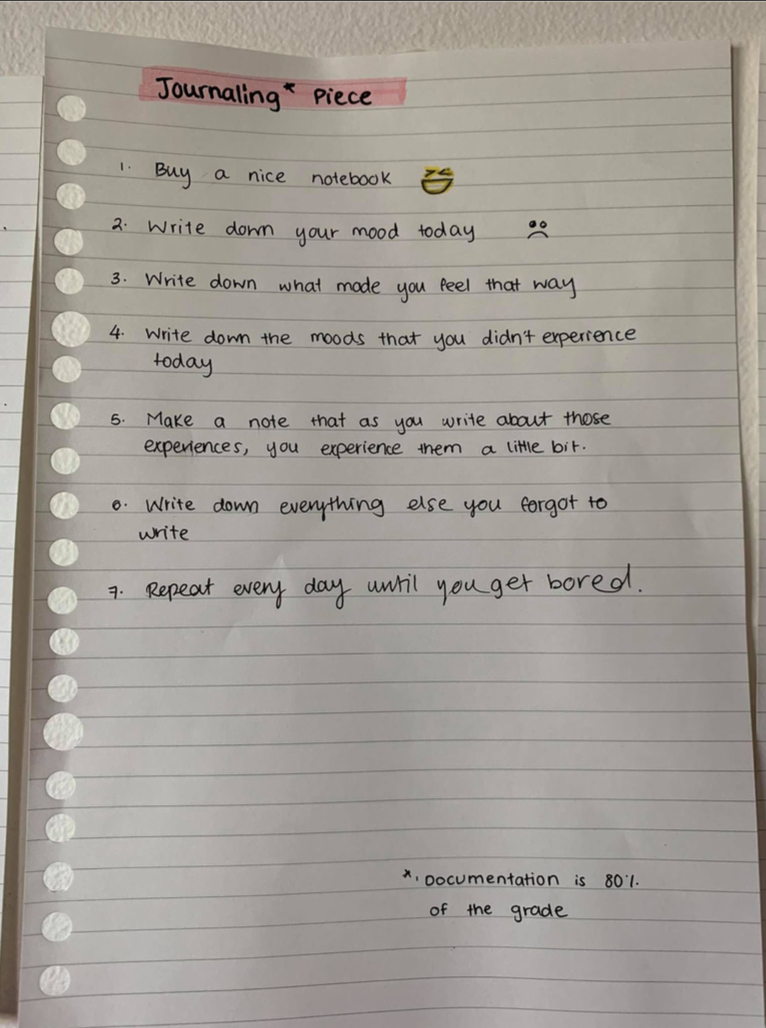 Journaling* Piece
1. Buy a nice notebook
2. Write down your mood today
3. Write down what made you feel that way
4. Write down the moods that you didn't experience
today
5. Make a note that as you write about those
experiences, you experience them a little bit.
6. Write down everything else you forgot to
write
7. Repeat every day until you get bored.
*. Documentation is 80%
of the grade